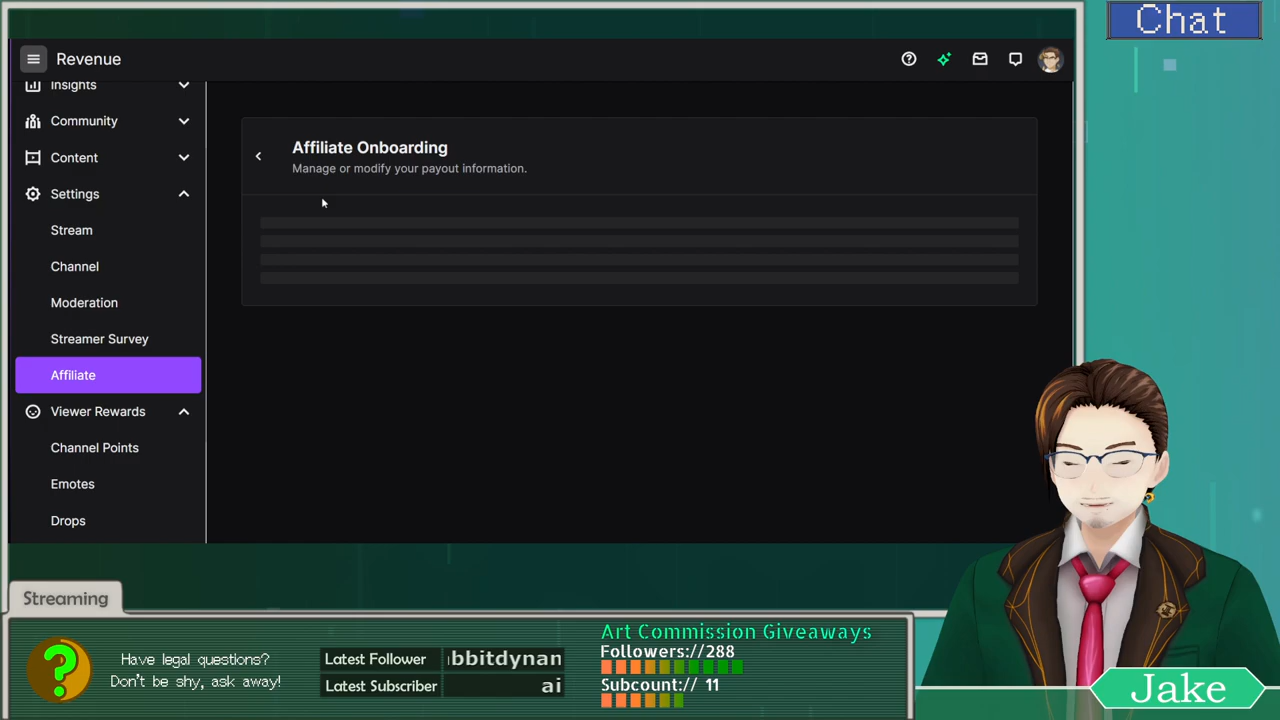 Chat
Revenue
Insights
Community
Content
Settings
Stream
Channel
Moderation
Streamer Survey
Affiliate
Viewer Rewards
Channel Points
Emotes
Drops
Affiliate Onboarding
Manage or modify your payout information.
Streaming
Have legal questions?
Don't be shy, ask away!
Latest Follower
bbitdynan
Latest Subscriber
ai
Art Commission Giveaways
Followers://288
Subcount:// 11
Jake